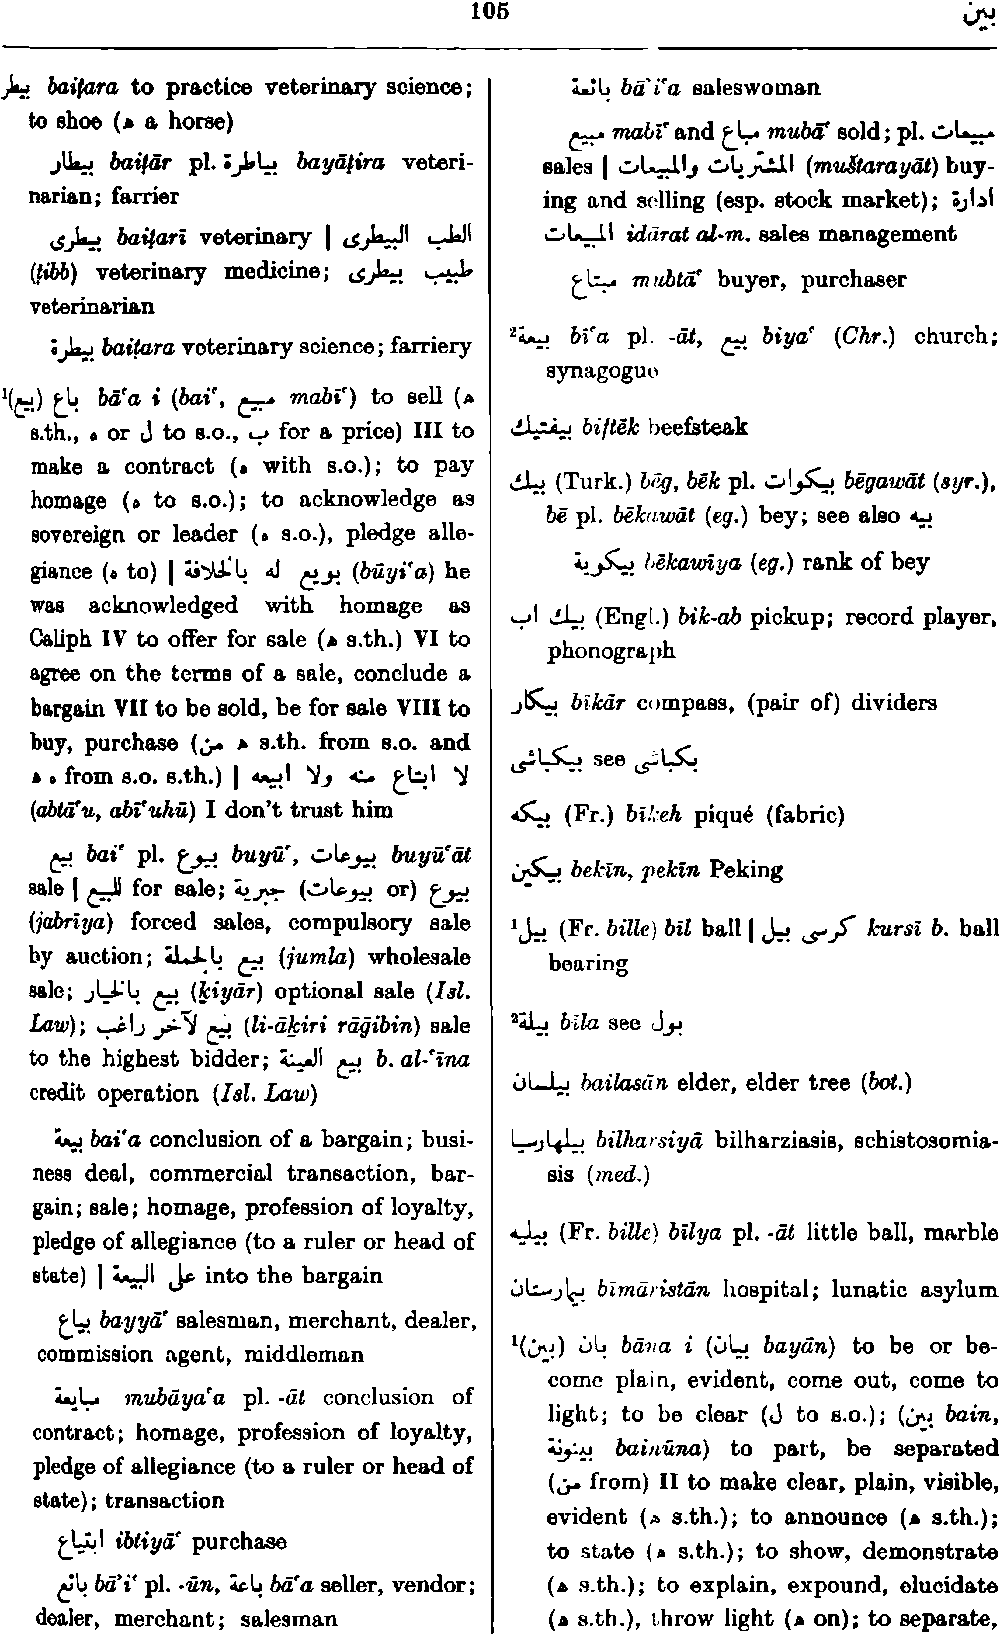 105
بين
بيطر baiṭara to practice veterinary science;
to shoe (ه a horse)
بيطار baiṭār pl. بياطرة bayāṭira veteri-
narian; farrier
بيطرى baiṭarī veterinary | الطب البيطرى
(ṭibb) veterinary medicine; طبيب بيطرى
veterinarian
بيطرة baiṭara veterinary science; farriery
¹(بيع) باع bā‘a i (bai‘, مبيع mabī‘) to sell (ه
s.th., ه or ل to s.o., ب for a price) III to
make a contract (ه with s.o.); to pay
homage (ه to s.o.); to acknowledge as
sovereign or leader (ه s.o.), pledge alle-
giance (ه to) | بويع له بالخلافة (būyi‘a) he
was acknowledged with homage as
Caliph IV to offer for sale (ه s.th.) VI to
agree on the terms of a sale, conclude a
bargain VII to be sold, be for sale VIII to
buy, purchase (من ه s.th. from s.o. and
ه ه from s.o. s.th.) | لا ابتاع منه ولا ابيعه
(abtā‘u, abī‘uhū) I don't trust him
بيع bai‘ pl. بيوع buyū‘, بيوعات buyū‘āt
sale | للبيع for sale; بيوع (or بيوعات) جبرية
(jabrīya) forced sales, compulsory sale
by auction; بيع بالجملة (jumla) wholesale
sale; بيع بالخيار (ḵiyār) optional sale (Isl.
Law); بيع لآخر راغب (li-āḵiri rāḡibin) sale
to the highest bidder; بيع العينة b. al-‘īna
credit operation (Isl. Law)
بيعة bai‘a conclusion of a bargain; busi-
ness deal, commercial transaction, bar-
gain; sale; homage, profession of loyalty,
pledge of allegiance (to a ruler or head of
state) | على البيعة into the bargain
بياع bayyā‘ salesman, merchant, dealer,
commission agent, middleman
مبايعة mubāya‘a pl. -āt conclusion of
contract; homage, profession of loyalty,
pledge of allegiance (to a ruler or head of
state); transaction
ابتياع ibtiyā‘ purchase
بائع bā’i‘ pl. -ūn, باعة bā‘a seller, vendor;
dealer, merchant; salesman
بائعة bā’i‘a saleswoman
مبيع mabī‘ and مباع mubā‘ sold; pl. مبيعات
sales | المشتريات والمبيعات (muštarayāt) buy-
ing and selling (esp. stock market); ادارة
المبيعات idārat al-m. sales management
مبتاع mubtā‘ buyer, purchaser
²بيعة bī‘a pl. -āt, بيع biya‘ (Chr.) church;
synagogue
بيفتيك biftēk beefsteak
بيك (Turk.) bēg, bēk pl. بيكوات bēgawāt (syr.),
bē pl. bēkawāt (eg.) bey; see also بيه
بيكوية bēkawīya (eg.) rank of bey
بيك اب (Engl.) bik-ab pickup; record player,
phonograph
بيكار bīkār compass, (pair of) dividers
بيكباشى see بكباشى
بيكه (Fr.) bīkeh piqué (fabric)
بيكين bekīn, pekīn Peking
¹بيل (Fr. bille) bīl ball | كرسى بيل kursī b. ball
bearing
²بيلة bīla see بول
بيلسان bailasān elder, elder tree (bot.)
بيلهارسيا bilharsiyā bilharziasis, schistosomia-
sis (med.)
بيليه (Fr. bille) bīlya pl. -āt little ball, marble
بيمارستان bīmāristān hospital; lunatic asylum
¹(بين) بان bāna i (بيان bayān) to be or be-
come plain, evident, come out, come to
light; to be clear (ل to s.o.); (بين bain,
بينونة bainūna) to part, be separated
(من from) II to make clear, plain, visible,
evident (ه s.th.); to announce (ه s.th.);
to state (ه s.th.); to show, demonstrate
(ه s.th.); to explain, expound, elucidate
(ه s.th.), throw light (ه on); to separate,